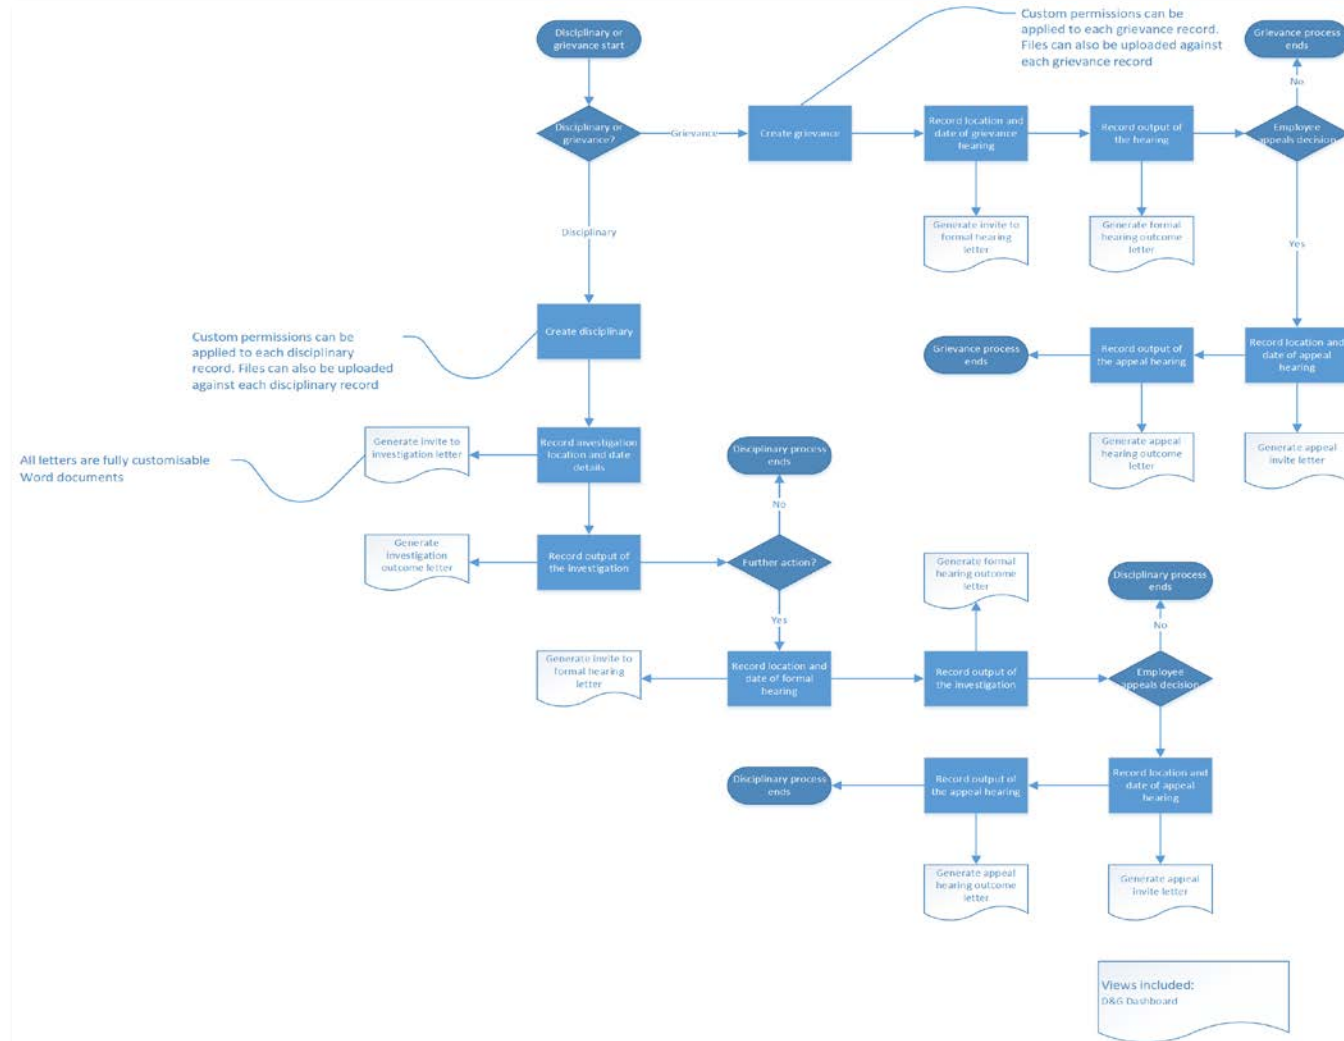 Disciplinary or
grievance start
Custom permissions can be
applied to each grievance record.
Files can also be uploaded against
each grievance record
Grievance process
ends
No
Disciplinary or
grievance?
Grievance
Create grievance
Record location and
date of grievance
hearing
Record output of
the hearing
Employee
appeals decision
Generate invite to
formal hearing
letter
Generate formal
hearing outcome
letter
Yes
Disciplinary
Create disciplinary
Custom permissions can be
applied to each disciplinary
record. Files can also be uploaded
against each disciplinary record
Grievance process
ends
Record output of
the appeal hearing
Record location and
date of appeal
hearing
Generate appeal
hearing outcome
letter
Generate appeal
invite letter
All letters are fully customisable
Word documents
Generate invite to
investigation letter
Record investigation
location and date
details
Disciplinary process
ends
No
Generate
investigation
outcome letter
Record output of
the investigation
Further action?
Yes
Generate formal
hearing outcome
letter
Disciplinary process
ends
No
Generate invite to
formal hearing
letter
Record location and
date of formal
hearing
Record output of
the investigation
Employee
appeals decision
Disciplinary process
ends
Record output of
the appeal hearing
Record location and
date of appeal
hearing
Generate appeal
hearing outcome
letter
Generate appeal
invite letter
Views included:
D&G Dashboard